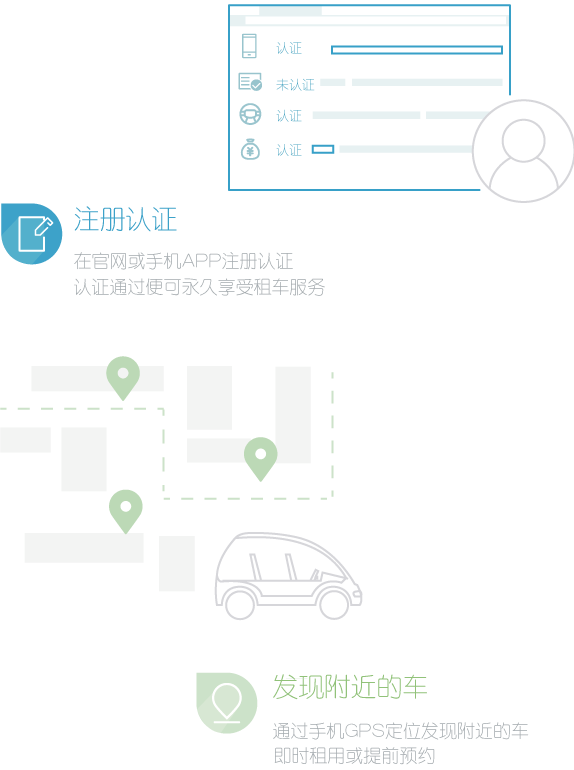 认证
未认证
认证
认证
注册认证
在官网或手机APP注册认证
认证通过便可永久享受租车服务
发现附近的车
通过手机GPS定位发现附近的车
即时租用或提前预约